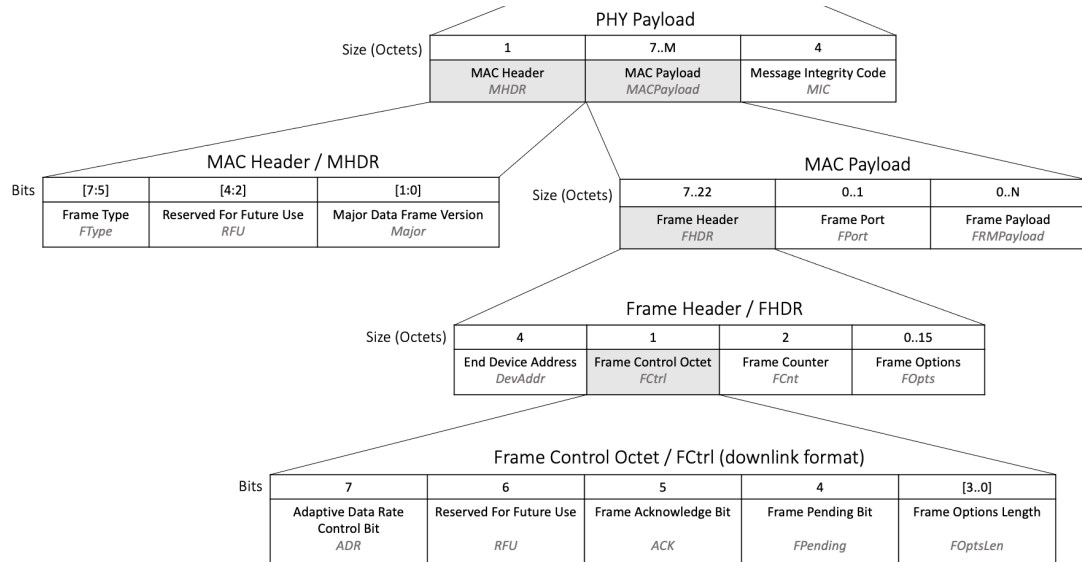 PHY Payload
Size (Octets) 1 7..M 4
MAC Header MAC Payload Message Integrity Code
MHDR MACPayload MIC
MAC Header / MHDR
Bits [7:5] [4:2] [1:0]
Frame Type Reserved For Future Use Major Data Frame Version
FType RFU Major
MAC Payload
Size (Octets) 7..22 0..1 0..N
Frame Header Frame Port Frame Payload
FHDR FPort FRMPayload
Frame Header / FHDR
Size (Octets) 4 1 2 0..15
End Device Address Frame Control Octet Frame Counter Frame Options
DevAddr FCtrl FCnt FOpts
Frame Control Octet / FCtrl (downlink format)
Bits 7 6 5 4 [3..0]
Adaptive Data Rate Reserved For Future Use Frame Acknowledge Bit Frame Pending Bit Frame Options Length
Control Bit
ADR RFU ACK FPending FOptsLen